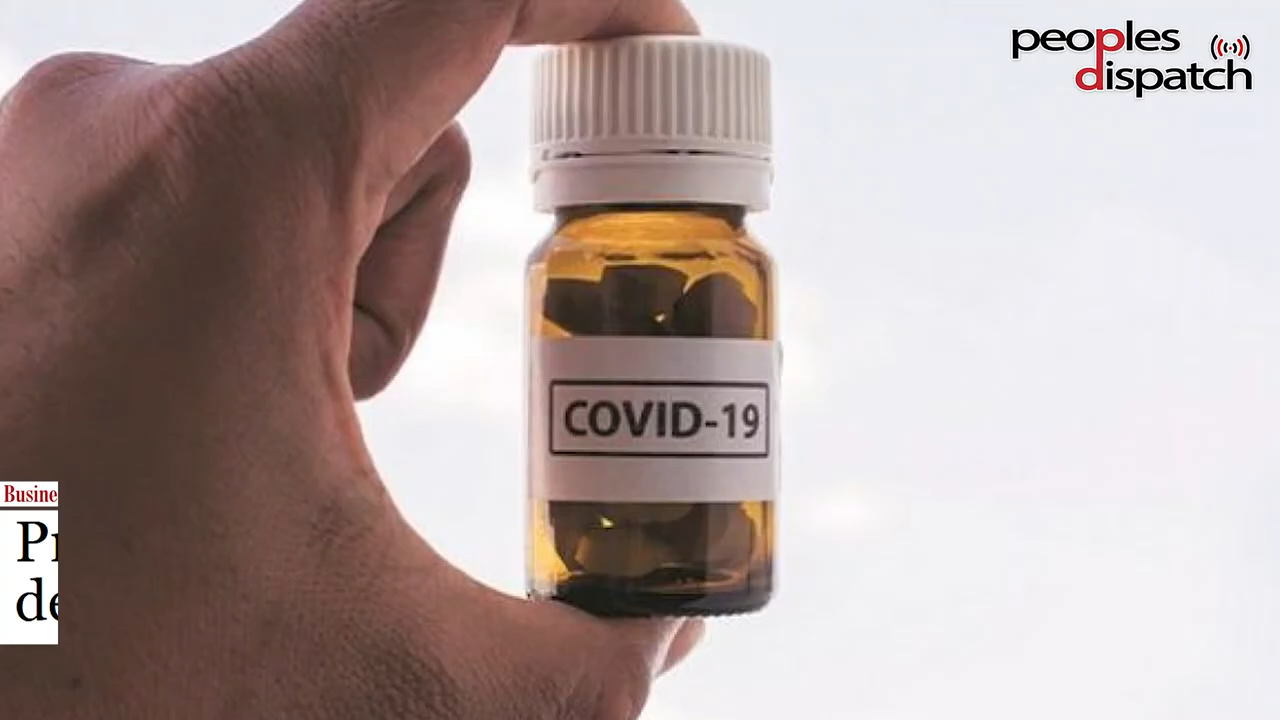 peoples
dispatch
COVID-19
Busine
Pr
de